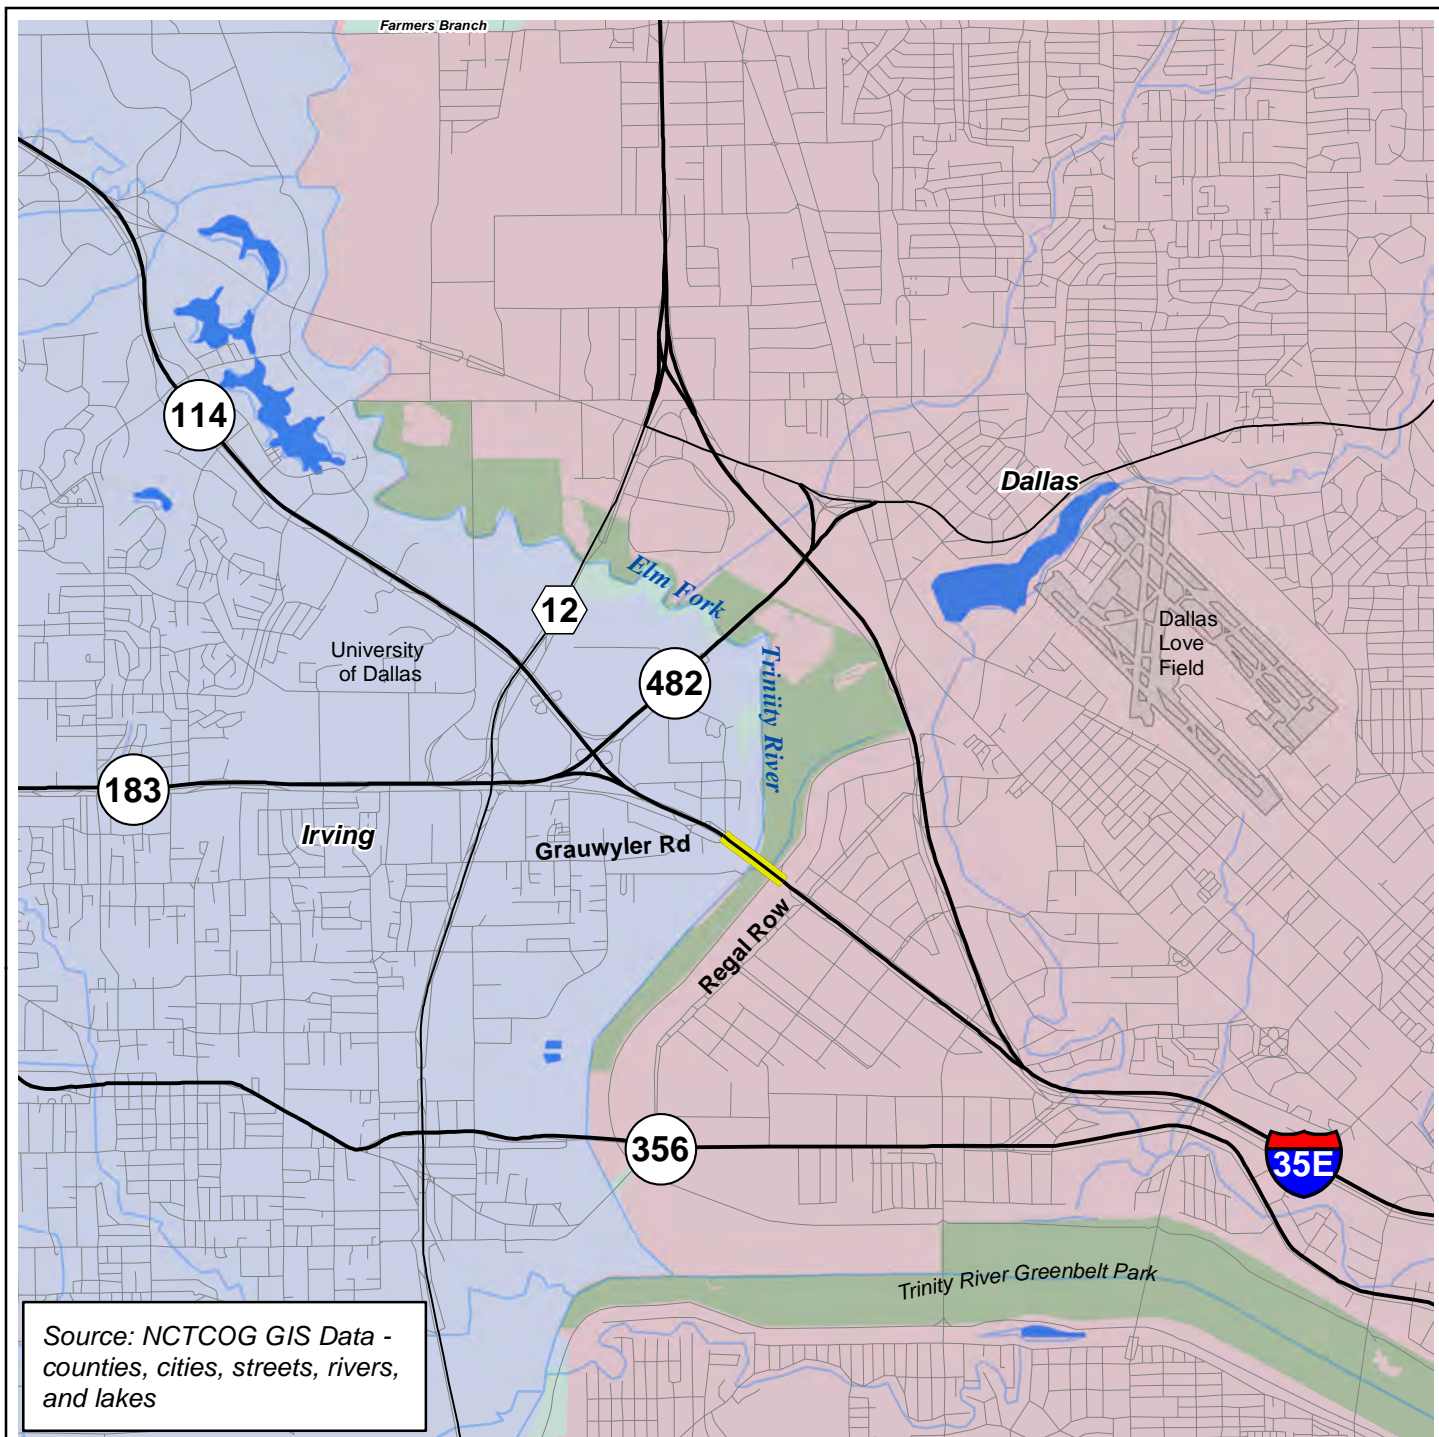 Farmers Branch
114
Dallas
Elm Fork
12
Dallas
Love
Field
University
of Dallas
482
Triniity River
183
Irving
Grauwyler Rd
Regal Row
356
35E
Trinity River Greenbelt Park
Source: NCTCOG GIS Data -
counties, cities, streets, rivers,
and lakes